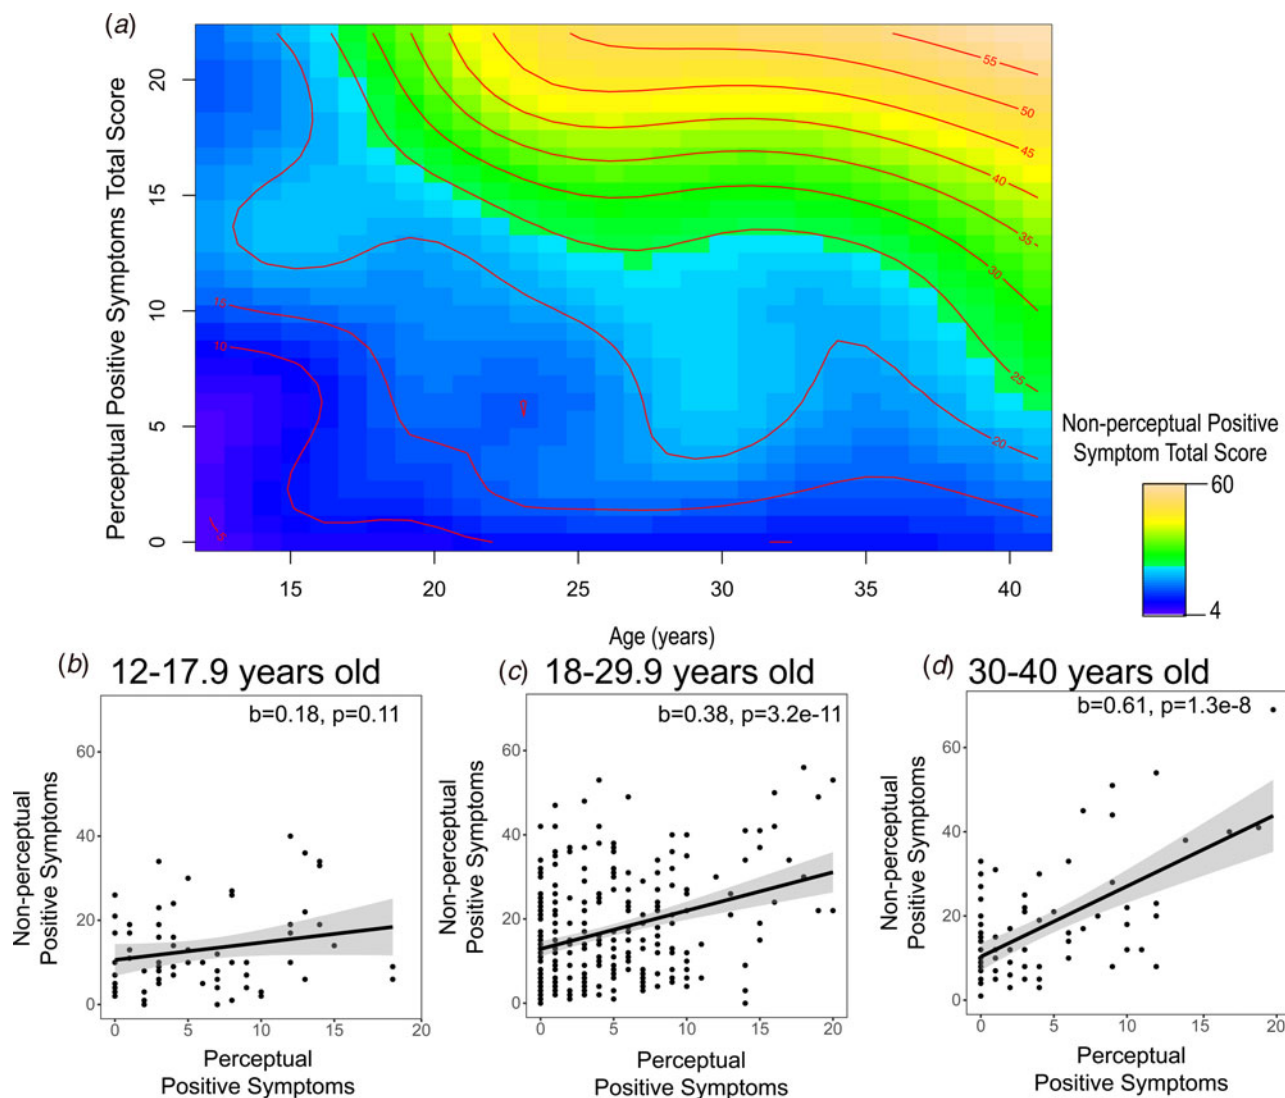 (a)
Perceptual Positive Symptoms Total Score
20
15
10
5
0
55
50
45
40
35
30
25
20
15
10
5
15
20
25
30
35
40
Age (years)
Non-perceptual Positive
Symptom Total Score
60
4
(b) 12-17.9 years old
b=0.18, p=0.11
Non-perceptual
Positive Symptoms
60
40
20
0
0
5
10
15
20
Perceptual
Positive Symptoms
(c) 18-29.9 years old
b=0.38, p=3.2e-11
Non-perceptual
Positive Symptoms
60
40
20
0
0
5
10
15
20
Perceptual
Positive Symptoms
(d) 30-40 years old
b=0.61, p=1.3e-8
Non-perceptual
Positive Symptoms
60
40
20
0
0
5
10
15
20
Perceptual
Positive Symptoms